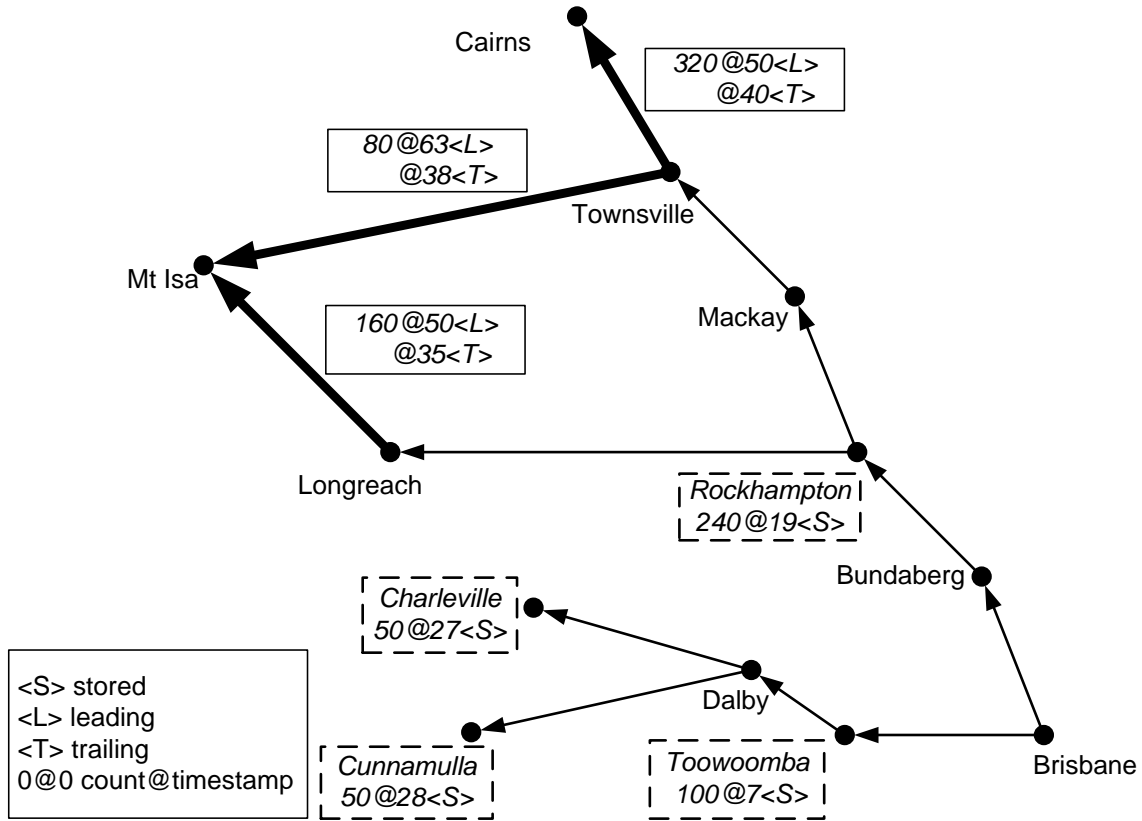 Cairns
320@50<L>
@40<T>
80@63<L>
@38<T>
Townsville
Mt Isa
Mackay
160@50<L>
@35<T>
Longreach
Rockhampton
240@19<S>
Bundaberg
Charleville
50@27<S>
Dalby
<S> stored
<L> leading
<T> trailing
0@0 count@timestamp
Cunnamulla
50@28<S>
Toowoomba
100@7<S>
Brisbane